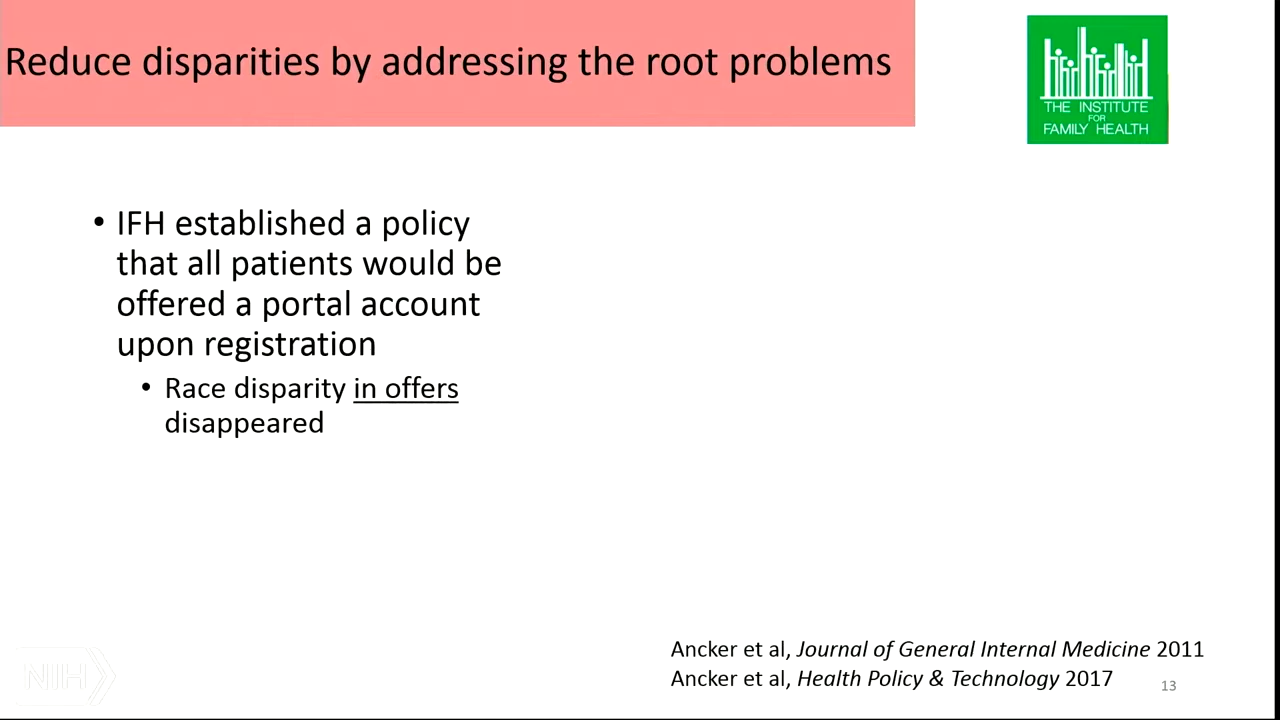 Reduce disparities by addressing the root problems
THE INSTITUTE
FOR
FAMILY HEALTH
• IFH established a policy
that all patients would be
offered a portal account
upon registration
• Race disparity in offers
disappeared
Ancker et al, Journal of General Internal Medicine 2011
Ancker et al, Health Policy & Technology 2017
13
NIH